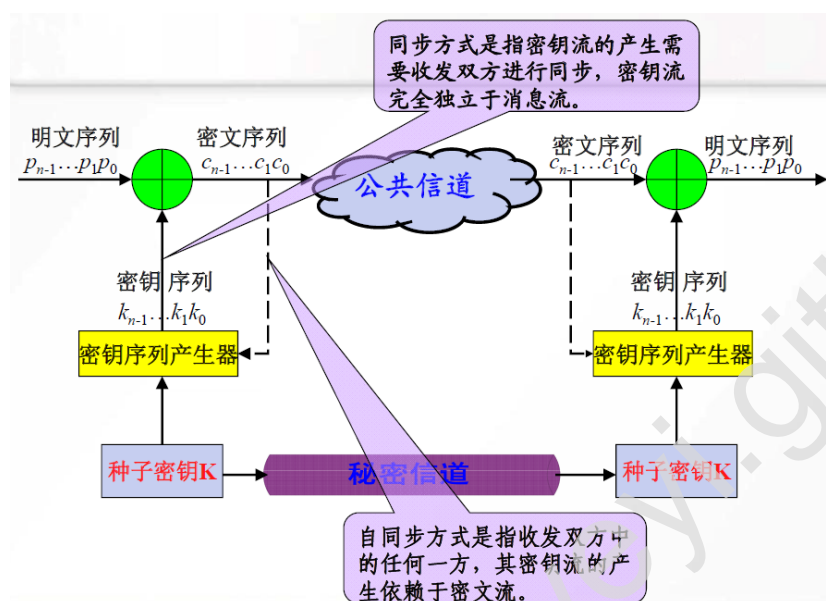 同步方式是指密钥流的产生需
要收发双方进行同步，密钥流
完全独立于消息流。
明文序列
pn-1…p1p0
密文序列
cn-1…c1c0
公共信道
密文序列
cn-1…c1c0
明文序列
pn-1…p1p0
密钥序列
kn-1…k1k0
密钥序列
kn-1…k1k0
密钥序列产生器
密钥序列产生器
种子密钥K
秘密信道
种子密钥K
自同步方式是指收发双方中
的任何一方，其密钥流的产
生依赖于密文流。